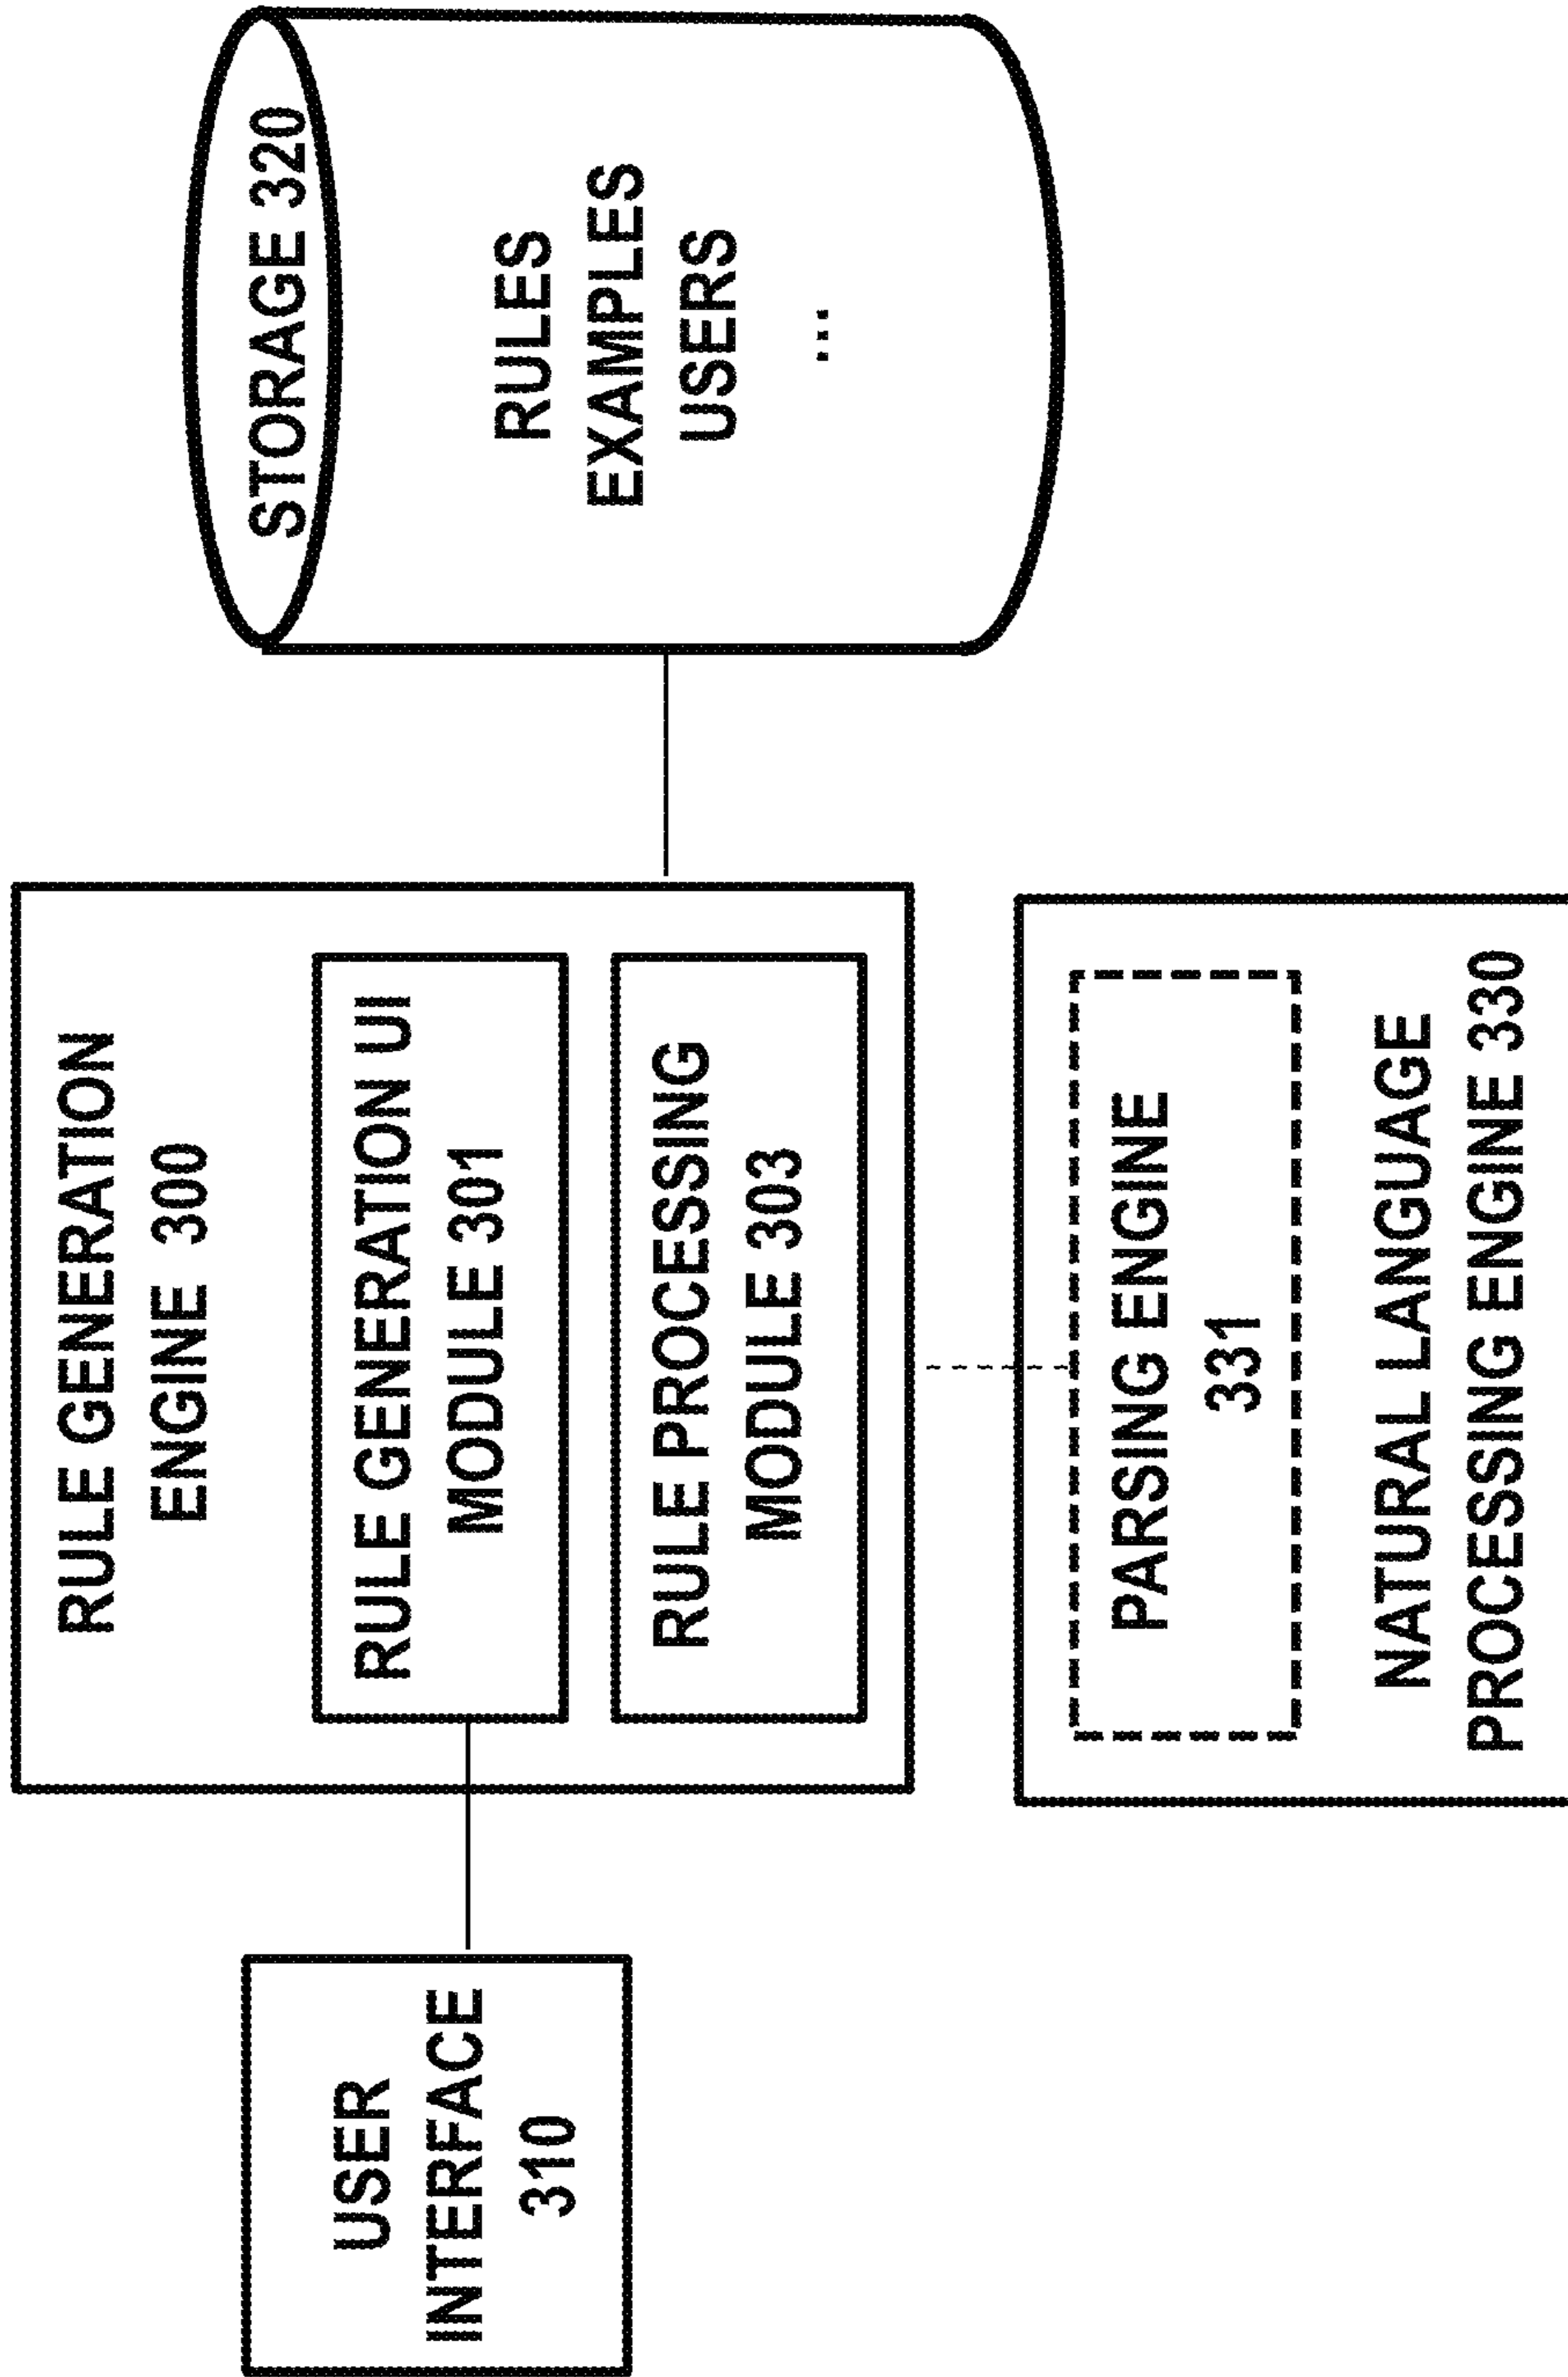 RULE GENERATION
ENGINE 300
RULE GENERATION UI
MODULE 301
RULE PROCESSING
MODULE 303
USER
INTERFACE
310
STORAGE 320
RULES
EXAMPLES
USERS
...
PARSING ENGINE
331
NATURAL LANGUAGE
PROCESSING ENGINE 330